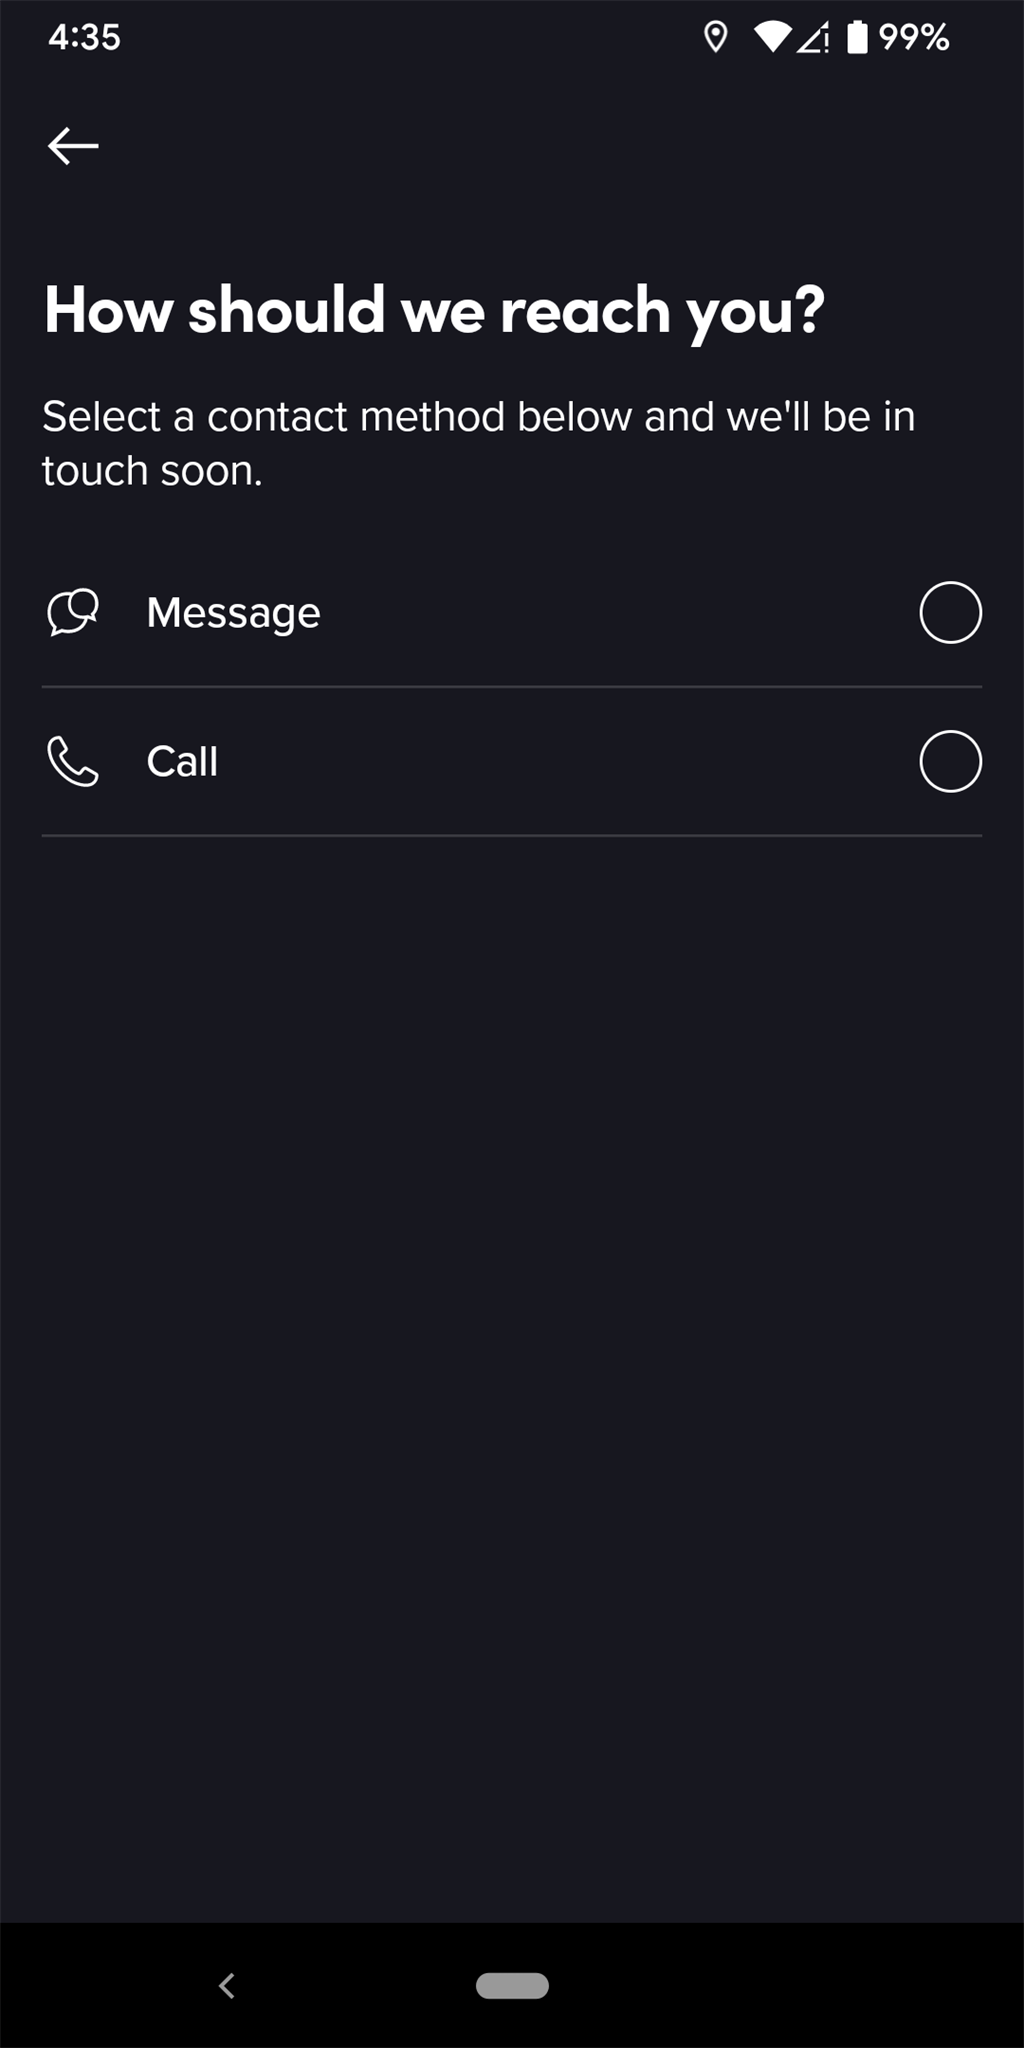 4:35
99%
How should we reach you?
Select a contact method below and we'll be in
touch soon.
Message
Call